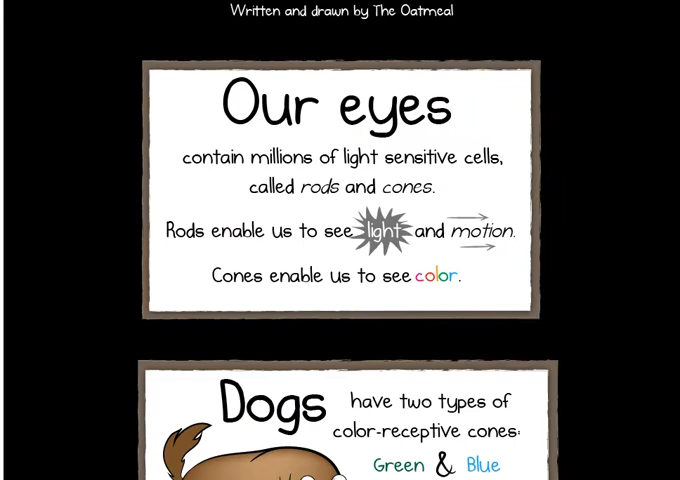 Written and drawn by The Oatmeal
Our eyes
contain millions of light sensitive cells,
called rods and cones.
Rods enable us to see light and motion.
Cones enable us to see color.
Dogs have two types of
color-receptive cones:
Green & Blue